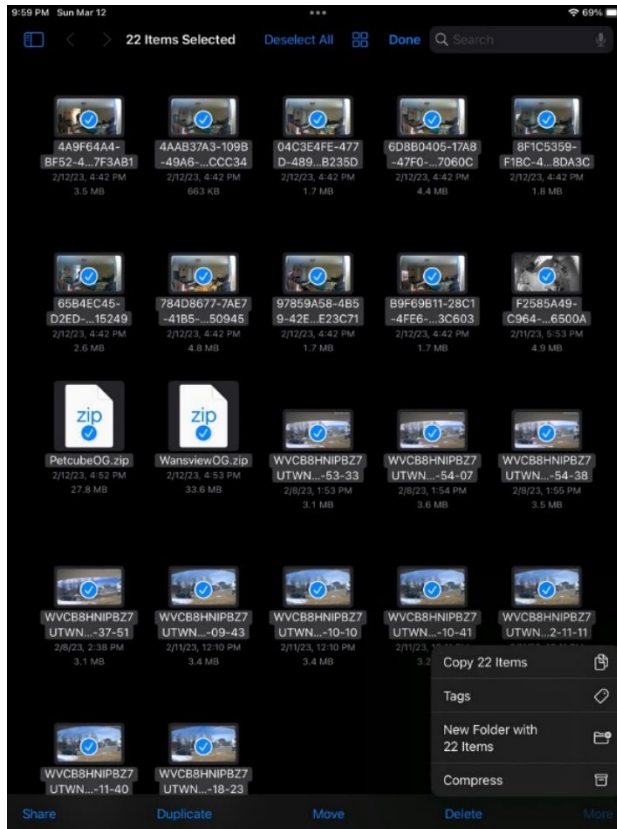 9:59 PM Sun Mar 12
69%
22 Items Selected
Deselect All
Done
Search
4A9F64A4-
BF52-4...7F3AB1
2/12/23, 4:42 PM
3.5 MB
4AAB37A3-109B
-49A6-...CCC34
2/12/23, 4:42 PM
663 KB
04C3E4FE-477
D-489...B235D
2/12/23, 4:42 PM
1.7 MB
6D8B0405-17A8
-47F0-...7060C
2/12/23, 4:42 PM
4.4 MB
8F1C5359-
F1BC-4...8DA3C
2/12/23, 4:42 PM
1.8 MB
65B4EC45-
D2ED-...15249
2/12/23, 4:42 PM
2.6 MB
784D8677-7AE7
-41B5-...50945
2/12/23, 4:42 PM
4.8 MB
97859A58-4B5
9-42E...E23C71
2/12/23, 4:42 PM
1.7 MB
B9F69B11-28C1
-4FE6-...3C603
2/12/23, 4:42 PM
1.7 MB
F2585A49-
C964-...6500A
2/11/23, 5:53 PM
4.9 MB
zip
PetcubeOG.zip
2/12/23, 4:52 PM
27.8 MB
zip
WansviewOG.zip
2/12/23, 4:53 PM
33.6 MB
WVCB8HNIPBZ7
UTWN...-53-33
2/8/23, 1:53 PM
3.1 MB
WVCB8HNIPBZ7
UTWN...-54-07
2/8/23, 1:54 PM
3.6 MB
WVCB8HNIPBZ7
UTWN...-54-38
2/8/23, 1:55 PM
3.5 MB
WVCB8HNIPBZ7
UTWN...-37-51
2/8/23, 2:38 PM
3.1 MB
WVCB8HNIPBZ7
UTWN...-09-43
2/11/23, 12:10 PM
3.4 MB
WVCB8HNIPBZ7
UTWN...-10-10
2/11/23, 12:10 PM
3.4 MB
WVCB8HNIPBZ7
UTWN...-10-41
2/11/23,
3.2
WVCB8HNIPBZ7
UTWN...2-11-11
WVCB8HNIPBZ7
UTWN...-11-40
WVCB8HNIPBZ7
UTWN...-18-23
Copy 22 Items
Tags
New Folder with
22 Items
Compress
Share
Duplicate
Move
Delete
More